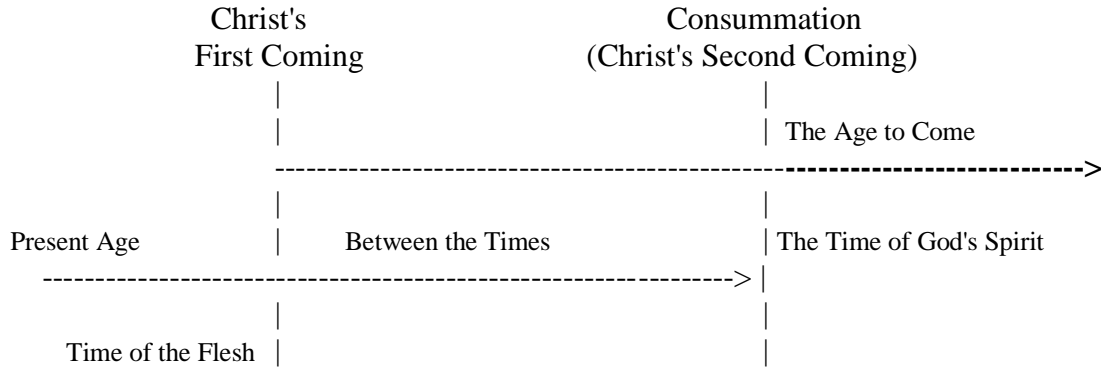 Christ's Consummation
First Coming (Christ's Second Coming)
| |
| |
| | The Age to Come
------------------------------------------------------------------------------->
| |
Present Age | Between the Times | The Time of God's Spirit
-----------------------------------------------------------------> |
| |
Time of the Flesh | |